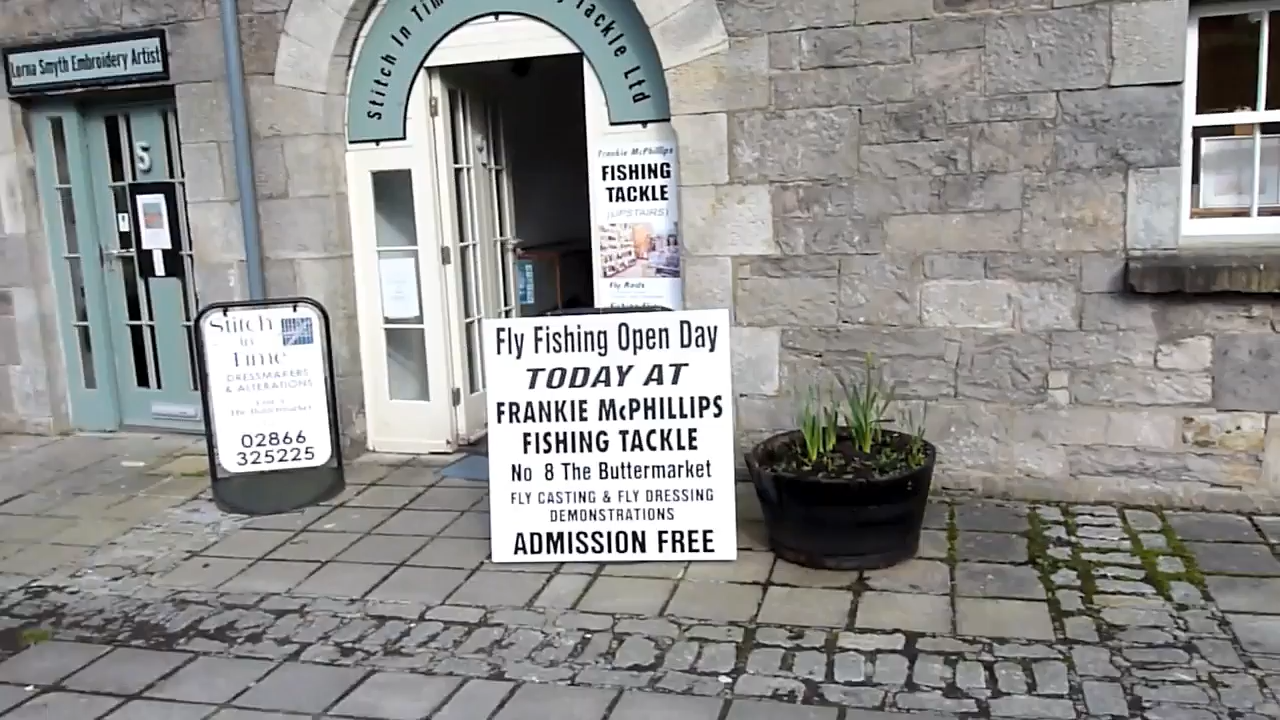 Lorna Smyth Embroidery Artist
5
Stitch In Tim
Tackle Ltd
Frankie McPhillips
FISHING
TACKLE
(UPSTAIRS)
Fly Rods
Stitch
in
Time
DRESSMAKERS
& ALTERATIONS
The Buttermarket
02866
325225
Fly Fishing Open Day
TODAY AT
FRANKIE McPHILLIPS
FISHING TACKLE
No 8 The Buttermarket
FLY CASTING & FLY DRESSING
DEMONSTRATIONS
ADMISSION FREE